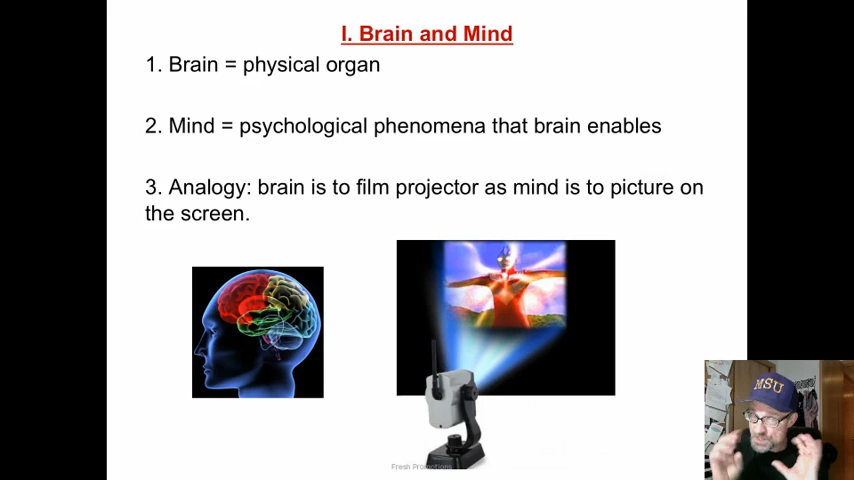 I. Brain and Mind
1. Brain = physical organ
2. Mind = psychological phenomena that brain enables
3. Analogy: brain is to film projector as mind is to picture on
the screen.
MSU
Fresh Promotions